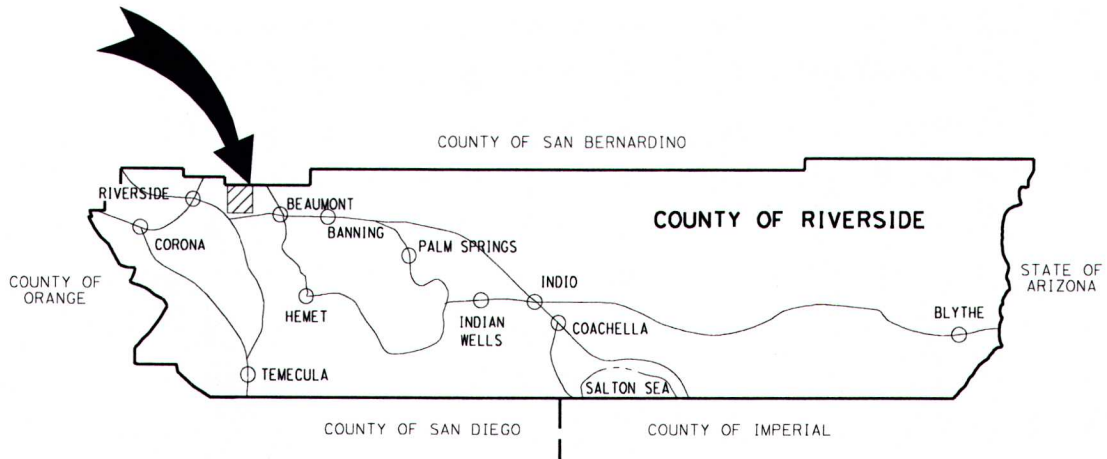 COUNTY OF SAN BERNARDINO
RIVERSIDE
BEAUMONT
COUNTY OF RIVERSIDE
BANNING
CORONA
PALM SPRINGS
COUNTY OF
ORANGE
STATE OF
ARIZONA
INDIO
HEMET
INDIAN
WELLS
COACHELLA
BLYTHE
TEMECULA
SALTON SEA
COUNTY OF SAN DIEGO
COUNTY OF IMPERIAL